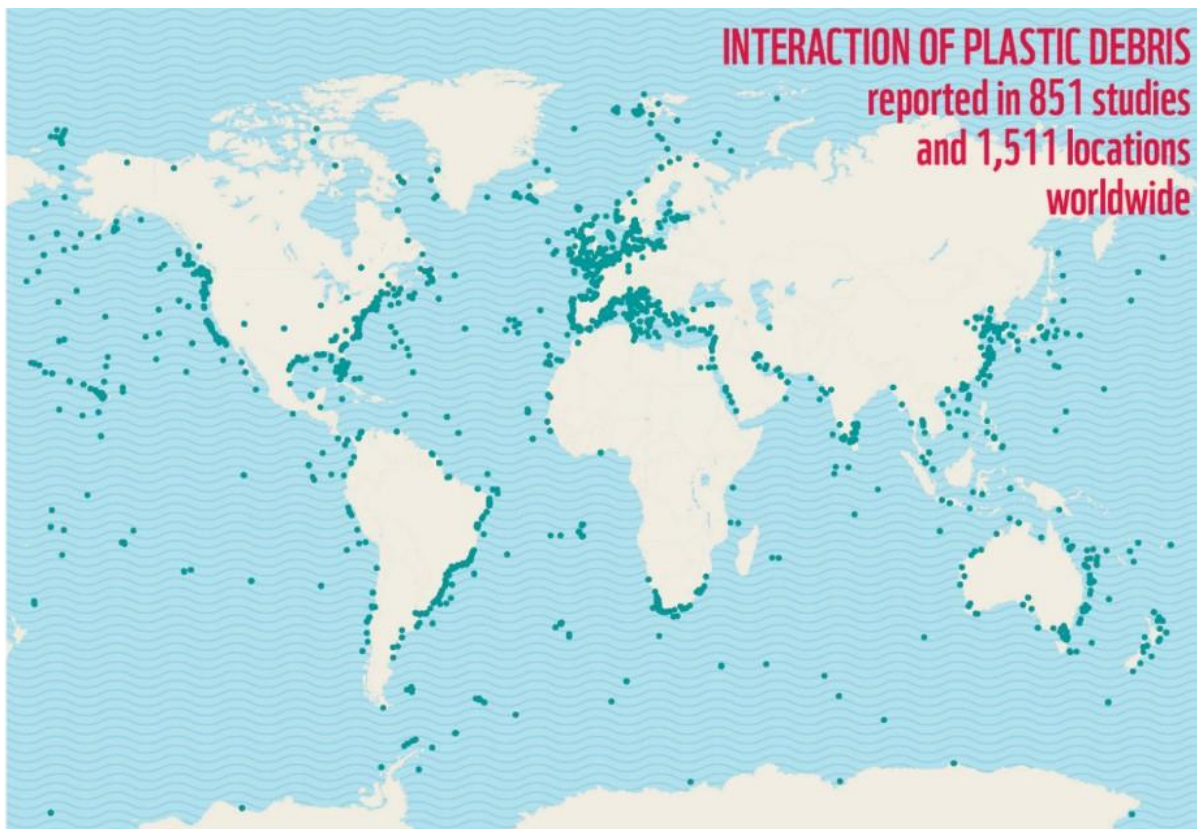 INTERACTION OF PLASTIC DEBRIS
reported in 851 studies
and 1,511 locations
worldwide